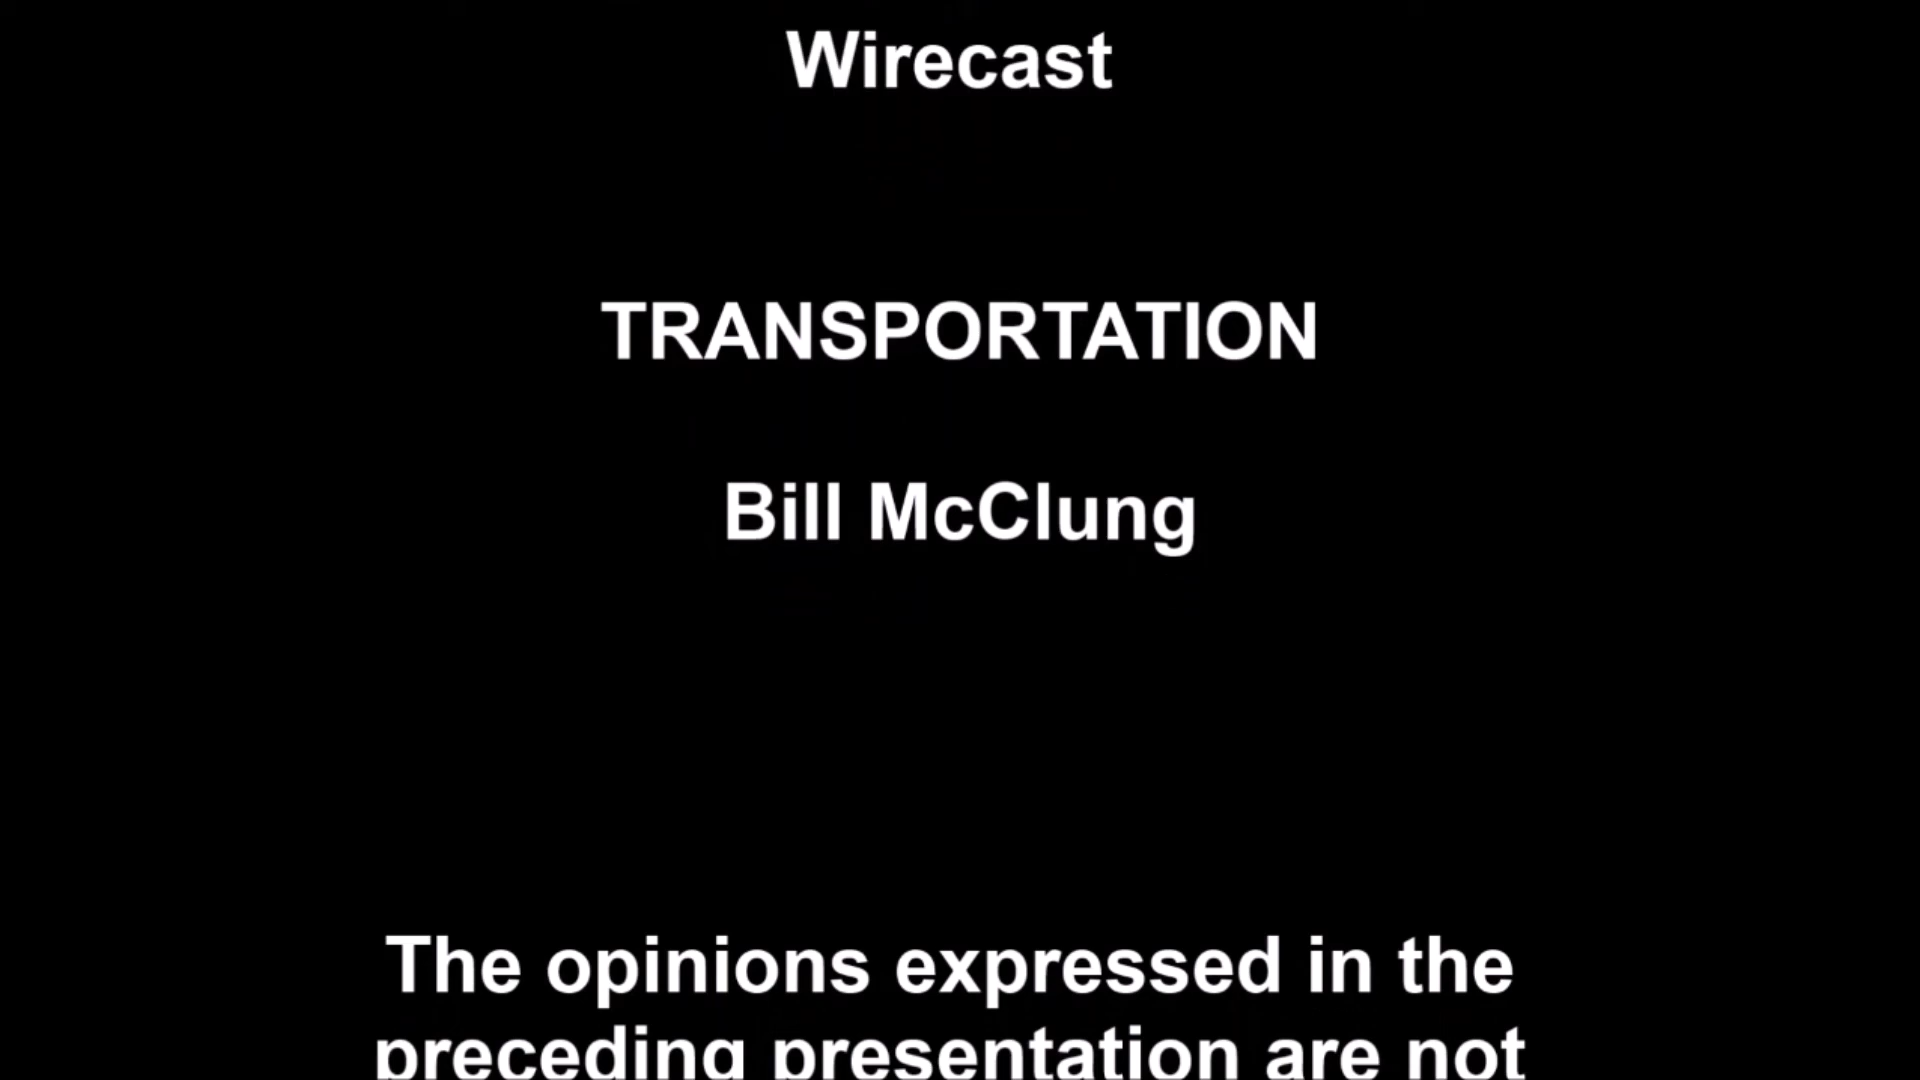 Wirecast
TRANSPORTATION
Bill McClung
The opinions expressed in the
preceding presentation are not